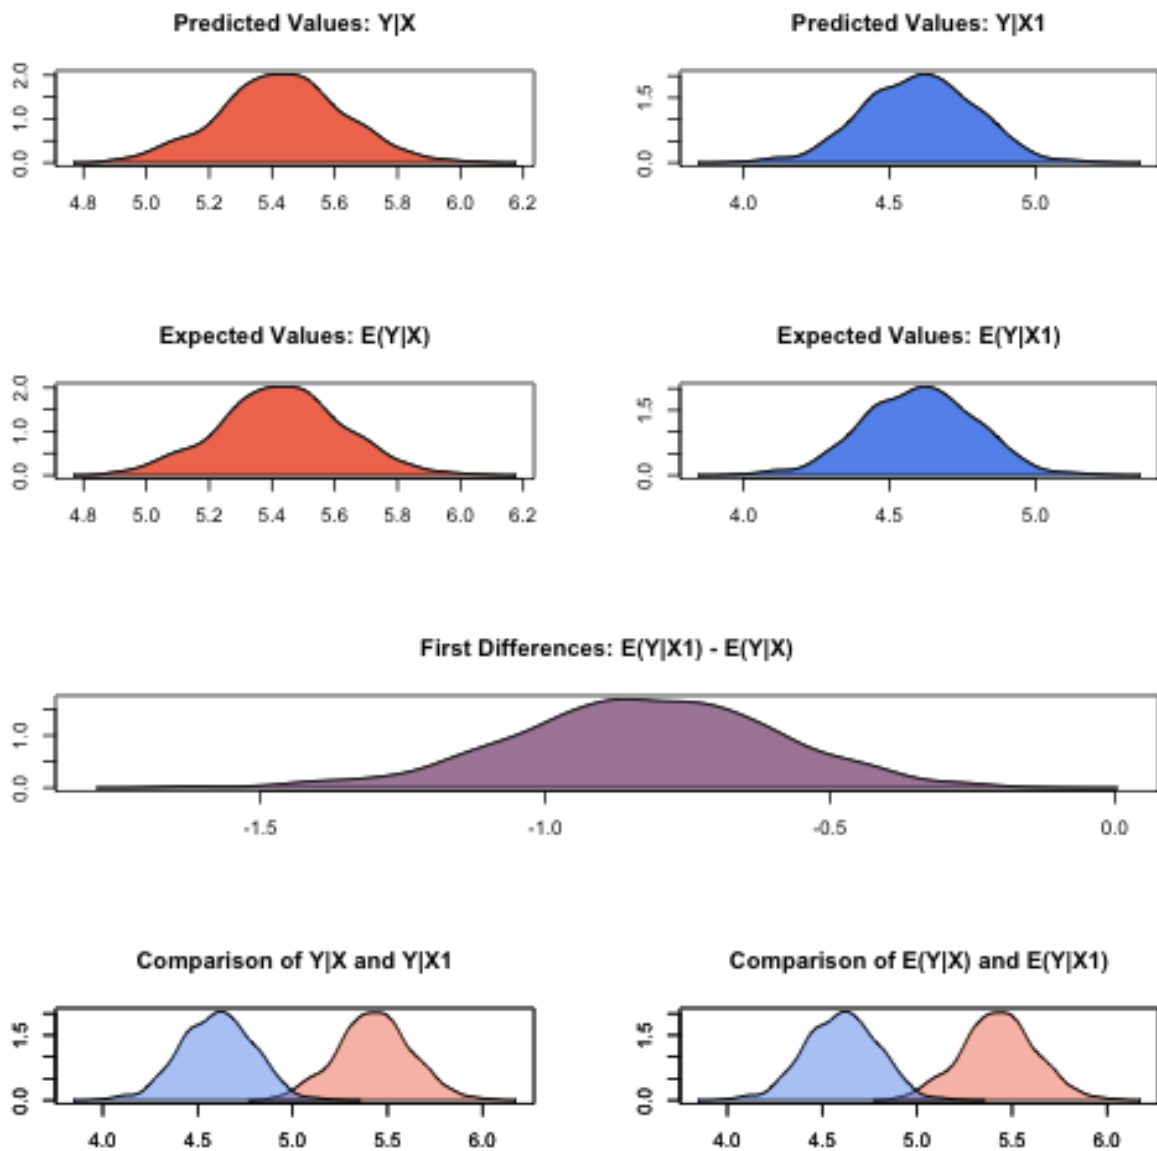 Predicted Values: Y|X
Predicted Values: Y|X1
0.0 1.0 2.0
4.8 5.0 5.2 5.4 5.6 5.8 6.0 6.2
0.0 1.5
4.0 4.5 5.0
Expected Values: E(Y|X)
Expected Values: E(Y|X1)
0.0 1.0 2.0
4.8 5.0 5.2 5.4 5.6 5.8 6.0 6.2
0.0 1.5
4.0 4.5 5.0
First Differences: E(Y|X1) - E(Y|X)
0.0 1.0
-1.5 -1.0 -0.5 0.0
Comparison of Y|X and Y|X1
Comparison of E(Y|X) and E(Y|X1)
0.0 1.5
4.0 4.5 5.0 5.5 6.0
0.0 1.5
4.0 4.5 5.0 5.5 6.0